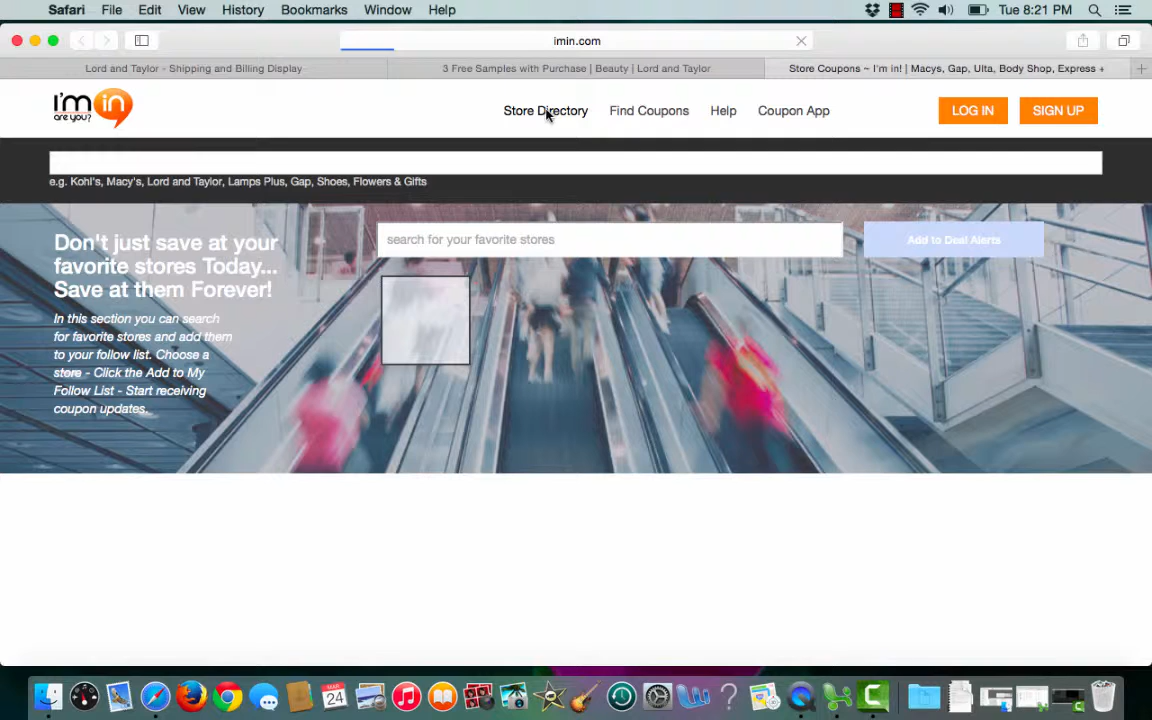 Safari File Edit View History Bookmarks Window Help Tue 8:21 PM
imin.com
Lord and Taylor - Shipping and Billing Display 3 Free Samples with Purchase | Beauty | Lord and Taylor Store Coupons ~ I'm in! | Macys, Gap, Ulta, Body Shop, Express +
I'm in are you? Store Directory Find Coupons Help Coupon App LOG IN SIGN UP
e.g. Kohl's, Macy's, Lord and Taylor, Lamps Plus, Gap, Shoes, Flowers & Gifts
Don't just save at your
favorite stores Today...
Save at them Forever!
search for your favorite stores Add to Deal Alerts
In this section you can search
for favorite stores and add them
to your follow list. Choose a
store - Click the Add to My
Follow List - Start receiving
coupon updates.
MAR
24